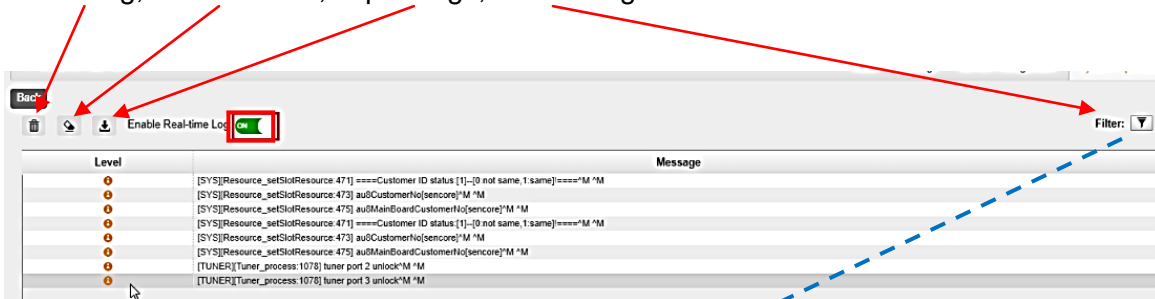 Back
Enable Real-time Log ON Filter:
Level Message
[SYS][Resource_setSlotResource:471] ====Customer ID status:[1]--[0:not same,1:same]!====^M ^M
[SYS][Resource_setSlotResource:473] au8CustomerNo[sencore]^M ^M
[SYS][Resource_setSlotResource:475] au8MainBoardCustomerNo[sencore]^M ^M
[SYS][Resource_setSlotResource:471] ====Customer ID status:[1]--[0:not same,1:same]!====^M ^M
[SYS][Resource_setSlotResource:473] au8CustomerNo[sencore]^M ^M
[SYS][Resource_setSlotResource:475] au8MainBoardCustomerNo[sencore]^M ^M
[TUNER][Tuner_process:1078] tuner port 2 unlock^M ^M
[TUNER][Tuner_process:1078] tuner port 3 unlock^M ^M